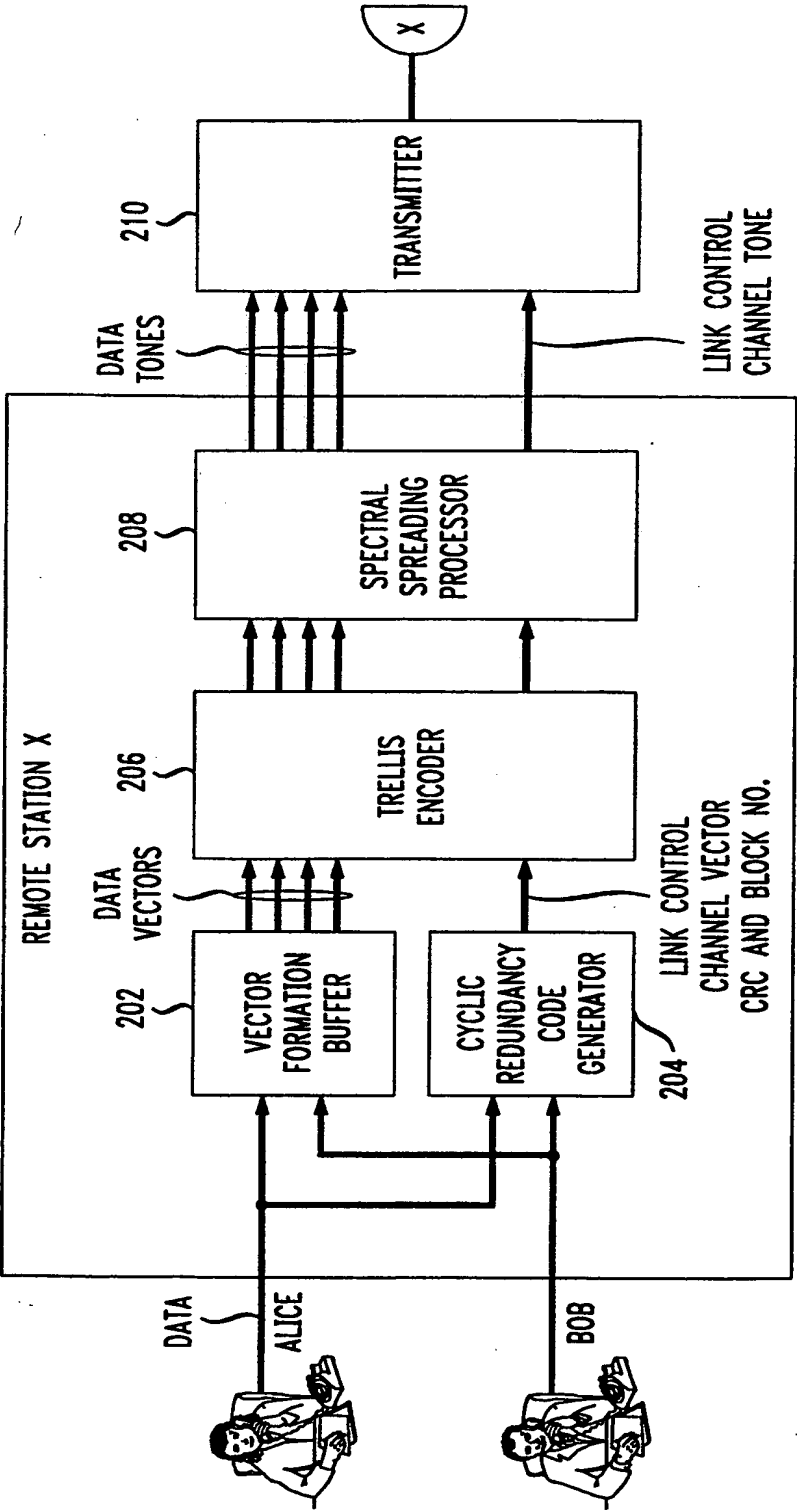 REMOTE STATION X
DATA
ALICE
BOB
202
VECTOR
FORMATION
BUFFER
CYCLIC
REDUNDANCY
CODE
GENERATOR
204
DATA
VECTORS
LINK CONTROL
CHANNEL VECTOR
CRC AND BLOCK NO.
206
TRELLIS
ENCODER
208
SPECTRAL
SPREADING
PROCESSOR
DATA
TONES
LINK CONTROL
CHANNEL TONE
210
TRANSMITTER
X